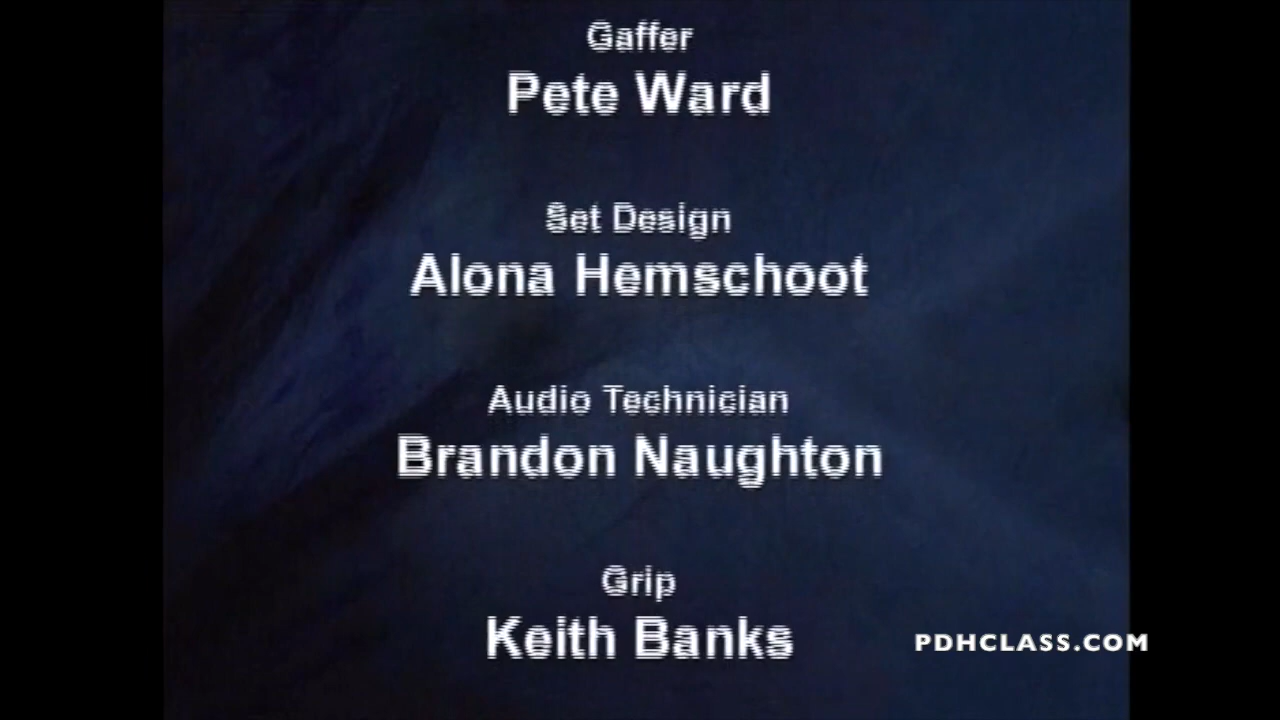 Gaffer
Pete Ward
Set Design
Alona Hemschoot
Audio Technician
Brandon Naughton
Grip
Keith Banks
PDHCLASS.COM